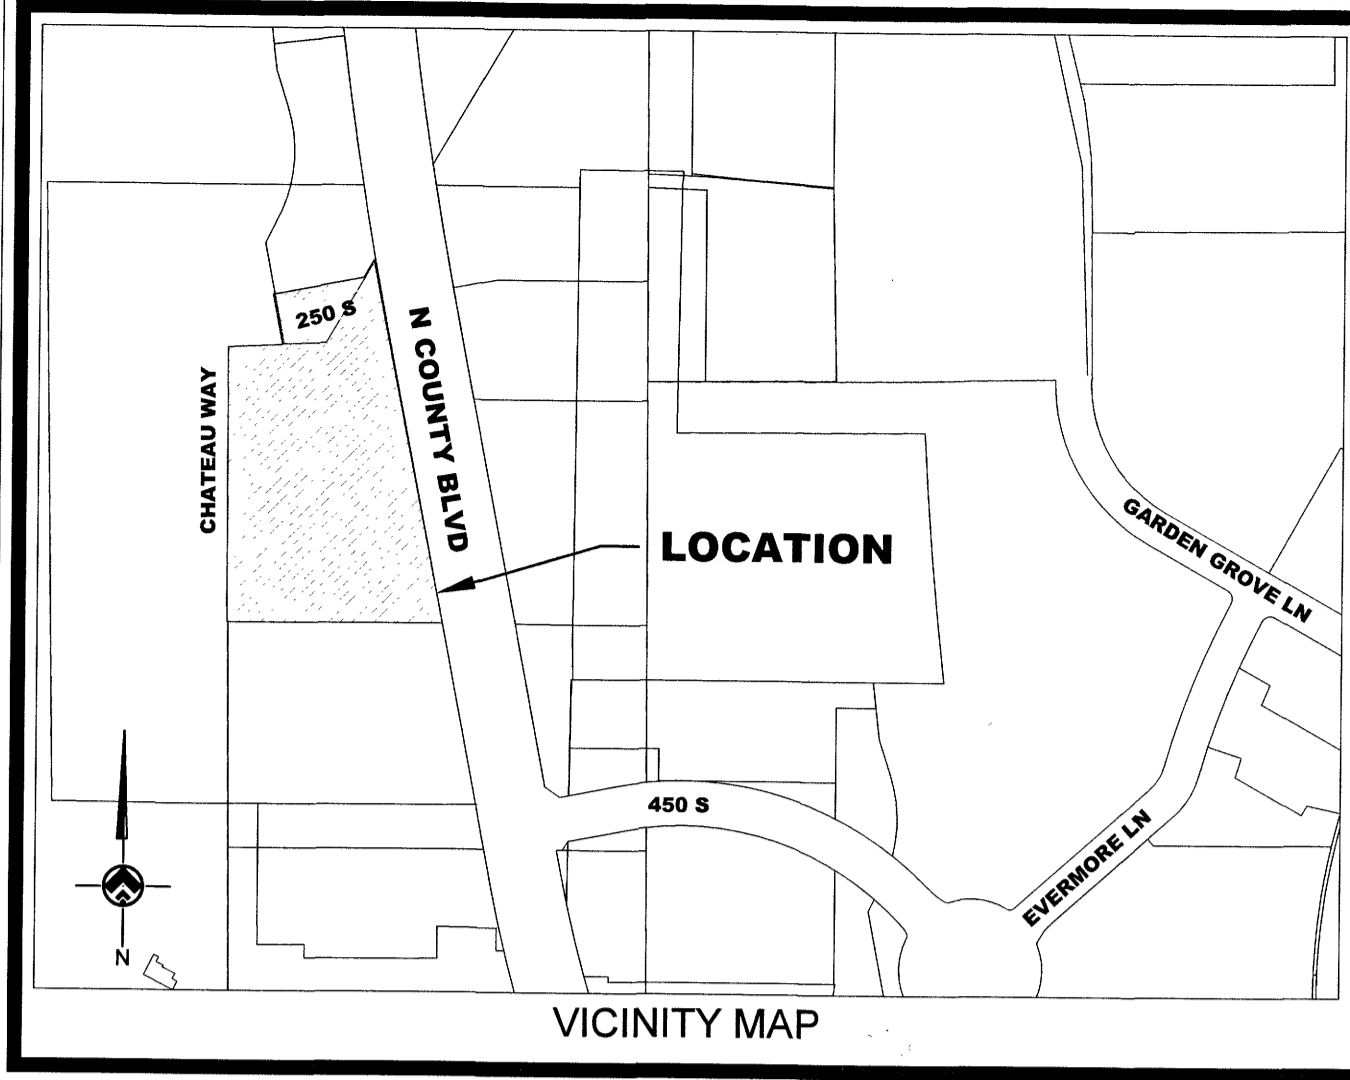 250 S
N COUNTY BLVD
CHATEAU WAY
LOCATION
GARDEN GROVE LN
450 S
EVERMORE LN
N
VICINITY MAP